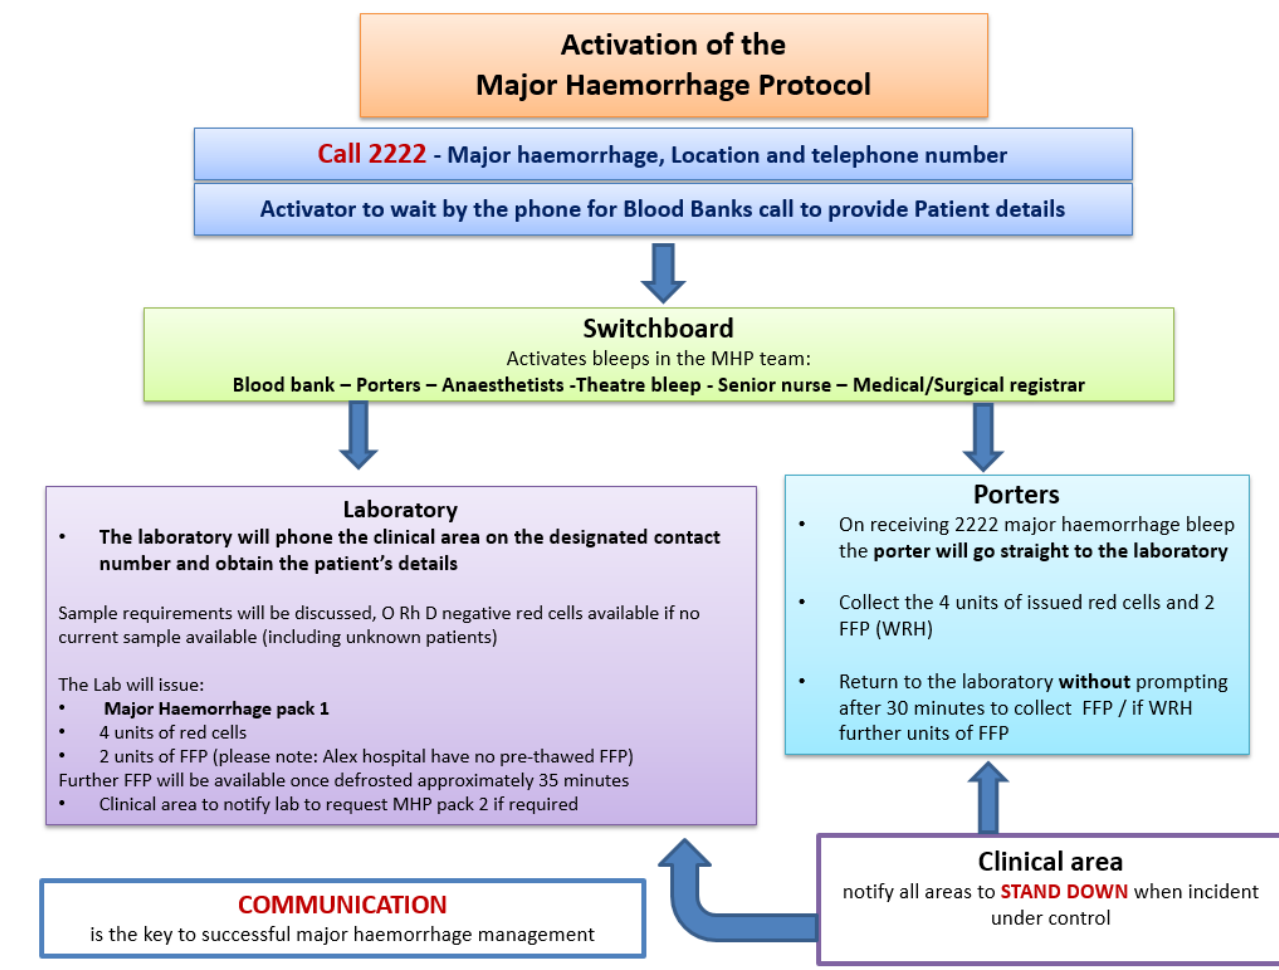 Activation of the
Major Haemorrhage Protocol
Call 2222 - Major haemorrhage, Location and telephone number
Activator to wait by the phone for Blood Banks call to provide Patient details
Switchboard
Activates bleeps in the MHP team:
Blood bank – Porters – Anaesthetists -Theatre bleep - Senior nurse – Medical/Surgical registrar
Laboratory
• The laboratory will phone the clinical area on the designated contact
number and obtain the patient's details
Sample requirements will be discussed, O Rh D negative red cells available if no
current sample available (including unknown patients)
The Lab will issue:
• Major Haemorrhage pack 1
• 4 units of red cells
• 2 units of FFP (please note: Alex hospital have no pre-thawed FFP)
Further FFP will be available once defrosted approximately 35 minutes
• Clinical area to notify lab to request MHP pack 2 if required
Porters
• On receiving 2222 major haemorrhage bleep
the porter will go straight to the laboratory
• Collect the 4 units of issued red cells and 2
FFP (WRH)
• Return to the laboratory without prompting
after 30 minutes to collect FFP / if WRH
further units of FFP
Clinical area
notify all areas to STAND DOWN when incident
under control
COMMUNICATION
is the key to successful major haemorrhage management